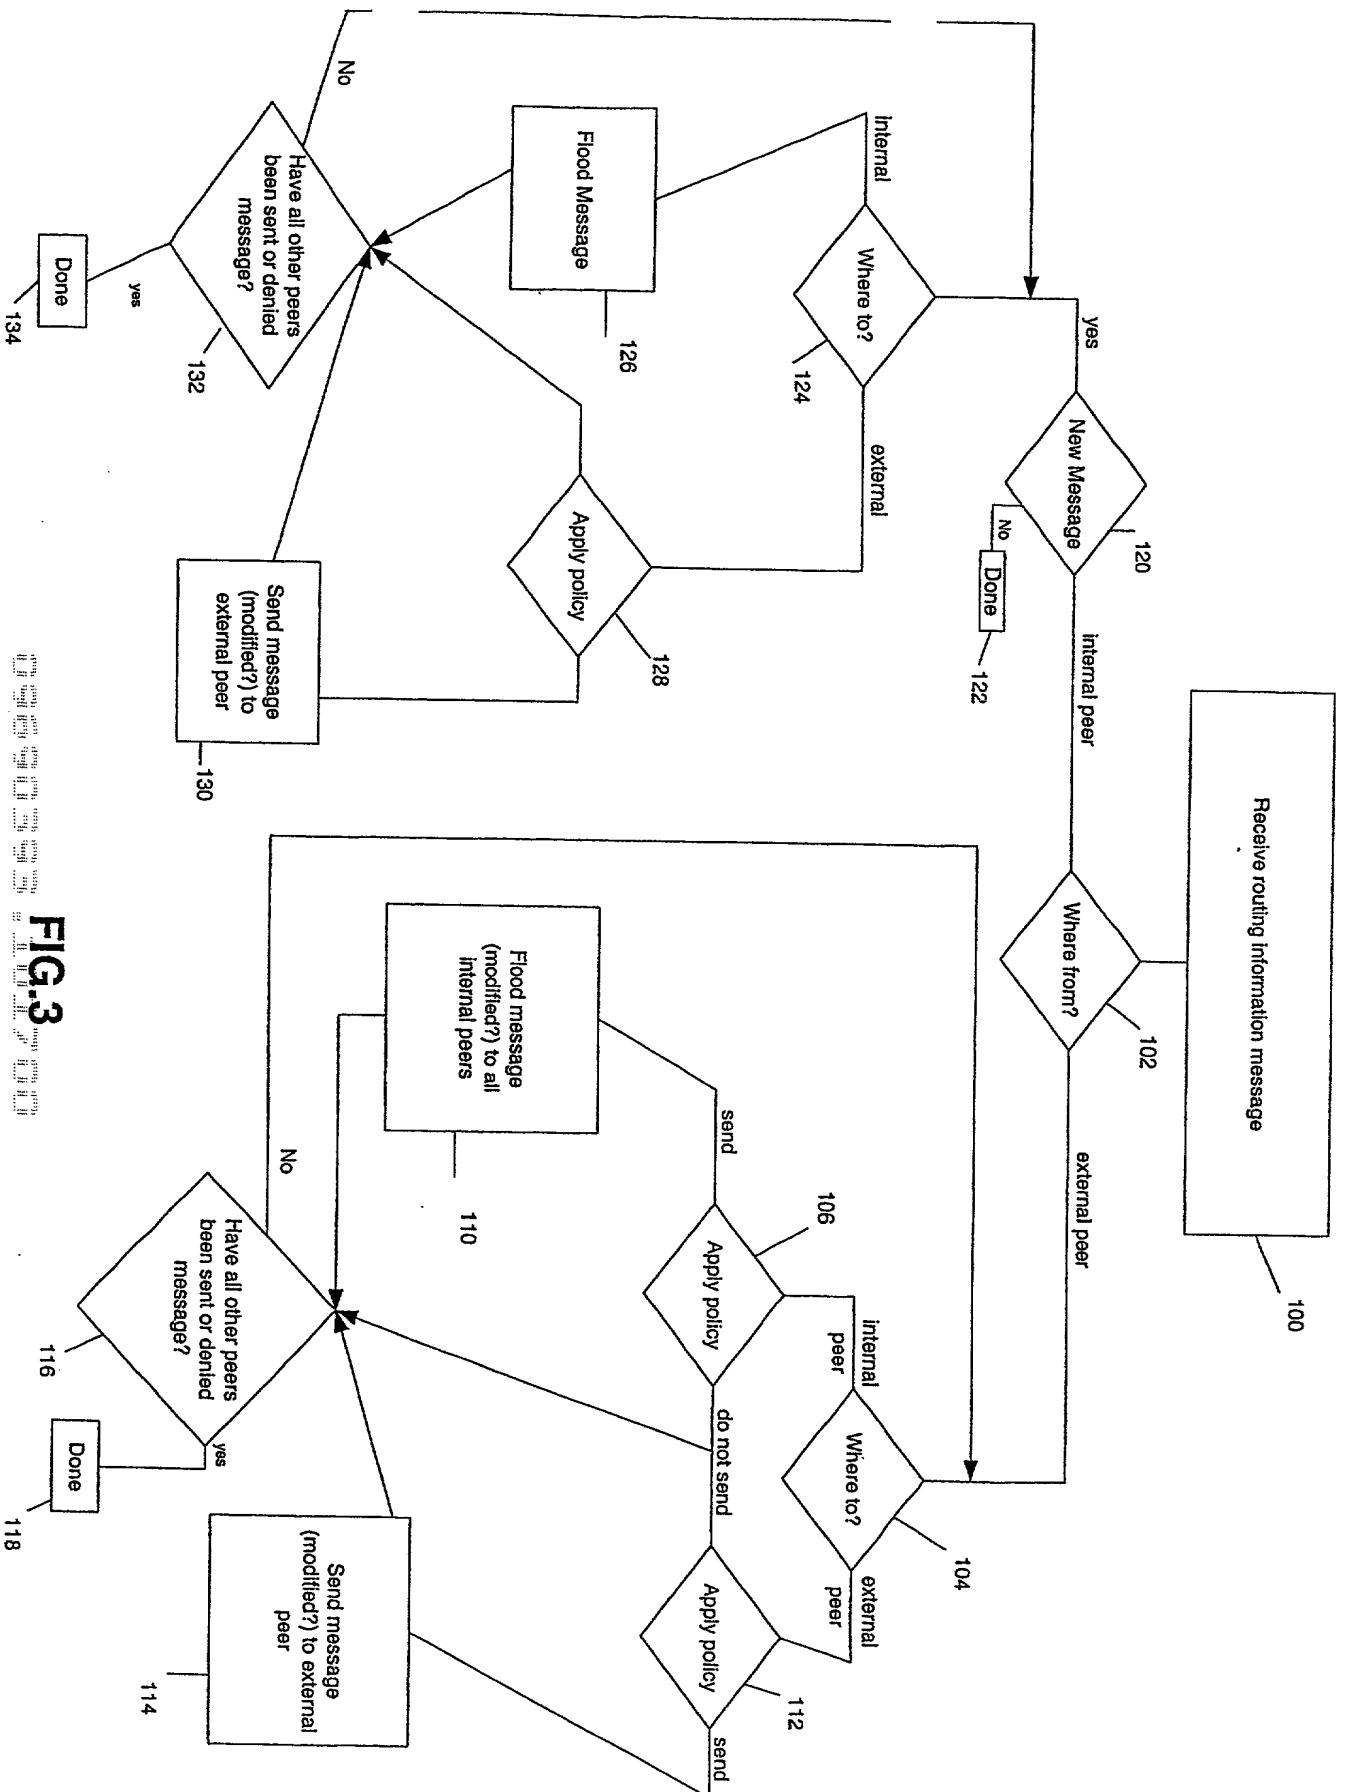 Receive routing information message
100
Where from?
102
internal peer
external peer
New Message
120
yes
No
Done
122
Where to?
124
internal
external
Flood Message
126
Apply policy
128
Send message
(modified?) to
external peer
130
Have all other peers
been sent or denied
message?
132
No
yes
Done
134
Where to?
104
internal
peer
external
peer
Apply policy
106
send
do not send
Apply policy
112
send
Flood message
(modified?) to all
internal peers
110
Send message
(modified?) to external
peer
114
Have all other peers
been sent or denied
message?
116
No
yes
Done
118
FIG.3